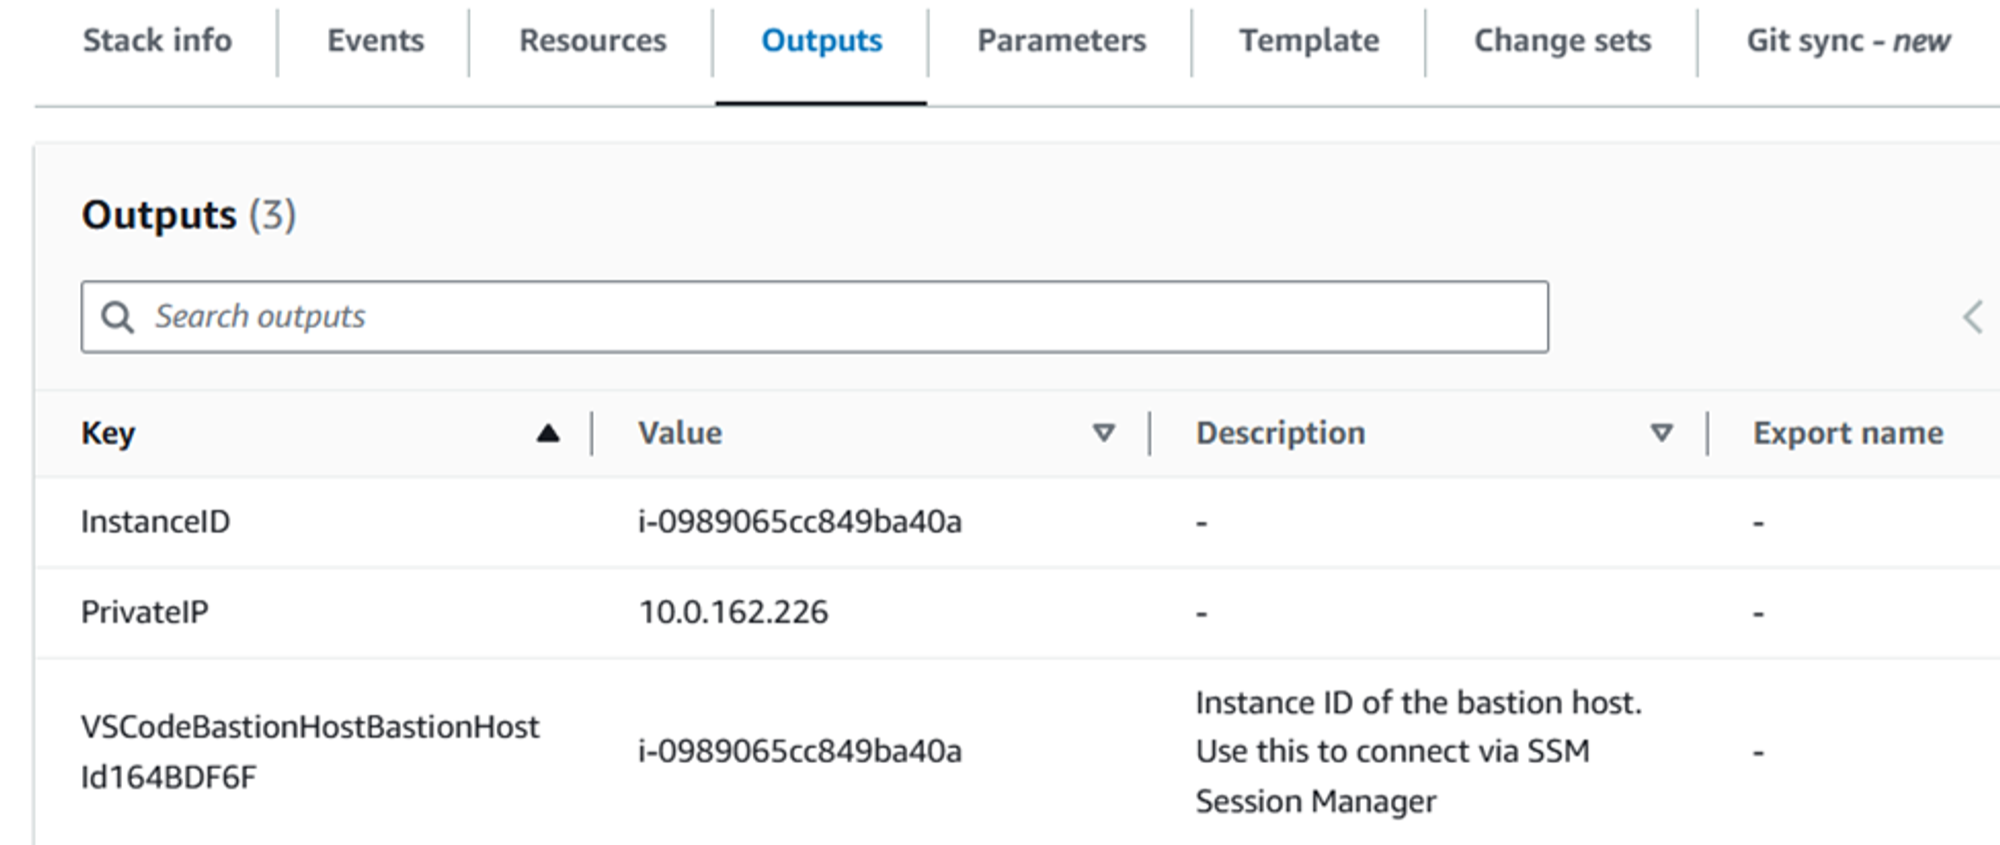 Stack info Events Resources Outputs Parameters Template Change sets Git sync - new
Outputs (3)
Search outputs
Key Value Description Export name
InstanceID i-0989065cc849ba40a - -
PrivateIP 10.0.162.226 - -
VSCodeBastionHostBastionHost
Id164BDF6F
i-0989065cc849ba40a
Instance ID of the bastion host.
Use this to connect via SSM
Session Manager
-